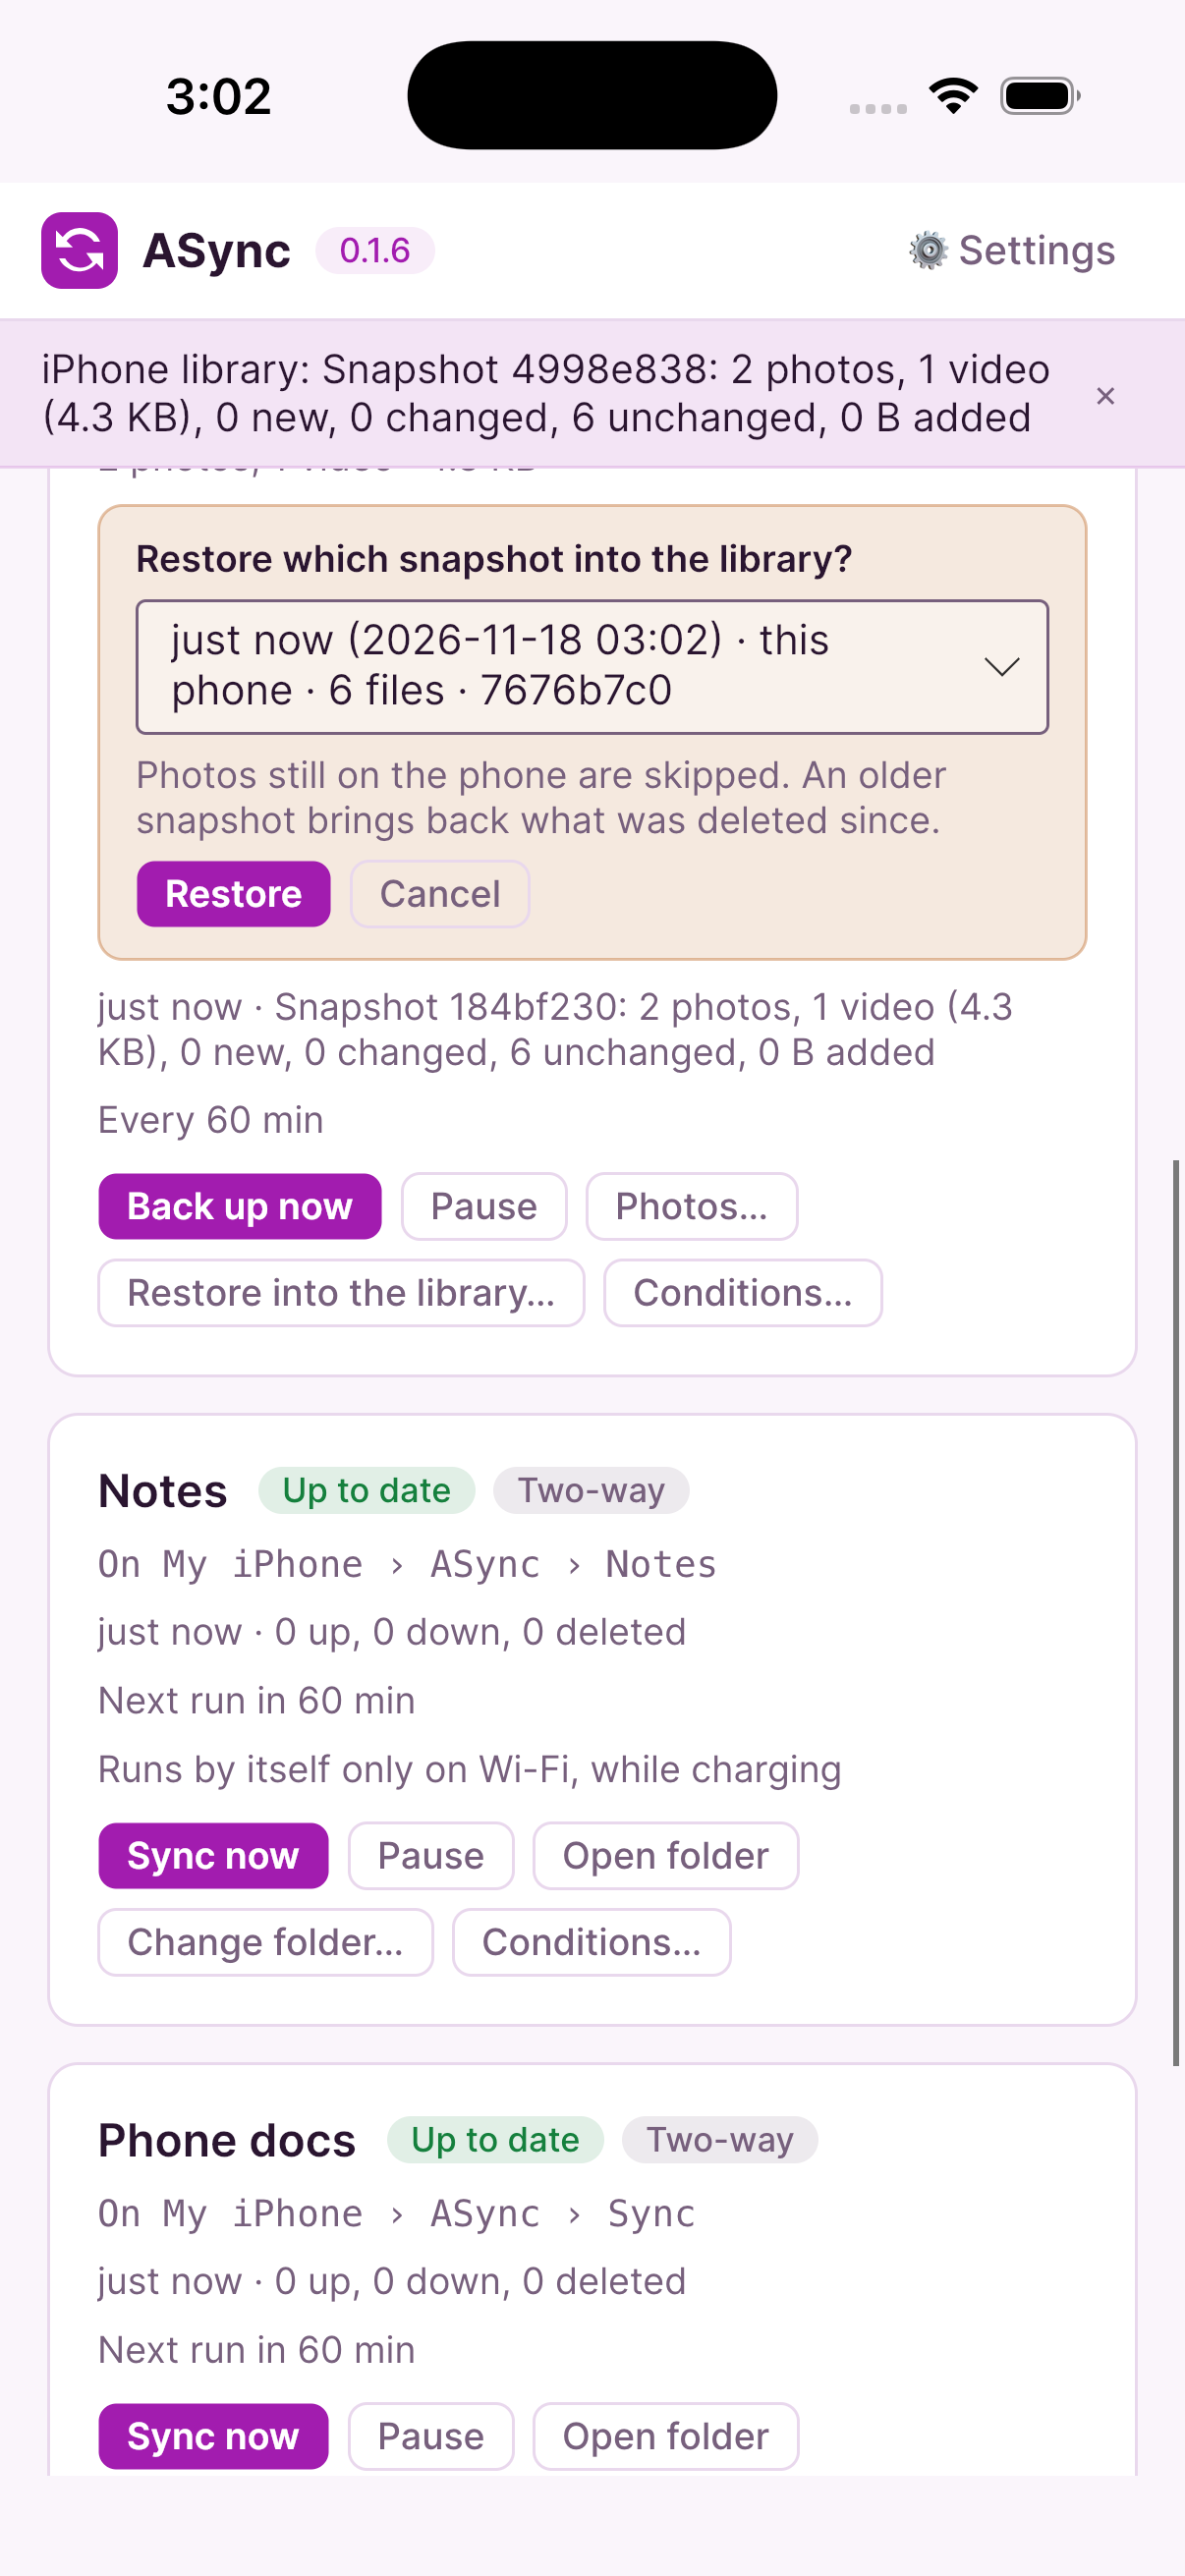 3:02
ASync 0.1.6 Settings
iPhone library: Snapshot 4998e838: 2 photos, 1 video
(4.3 KB), 0 new, 0 changed, 6 unchanged, 0 B added
×
Restore which snapshot into the library?
just now (2026-11-18 03:02) · this
phone · 6 files · 7676b7c0
Photos still on the phone are skipped. An older
snapshot brings back what was deleted since.
Restore Cancel
just now · Snapshot 184bf230: 2 photos, 1 video (4.3
KB), 0 new, 0 changed, 6 unchanged, 0 B added
Every 60 min
Back up now Pause Photos...
Restore into the library... Conditions...
Notes Up to date Two-way
On My iPhone › ASync › Notes
just now · 0 up, 0 down, 0 deleted
Next run in 60 min
Runs by itself only on Wi-Fi, while charging
Sync now Pause Open folder
Change folder... Conditions...
Phone docs Up to date Two-way
On My iPhone › ASync › Sync
just now · 0 up, 0 down, 0 deleted
Next run in 60 min
Sync now Pause Open folder